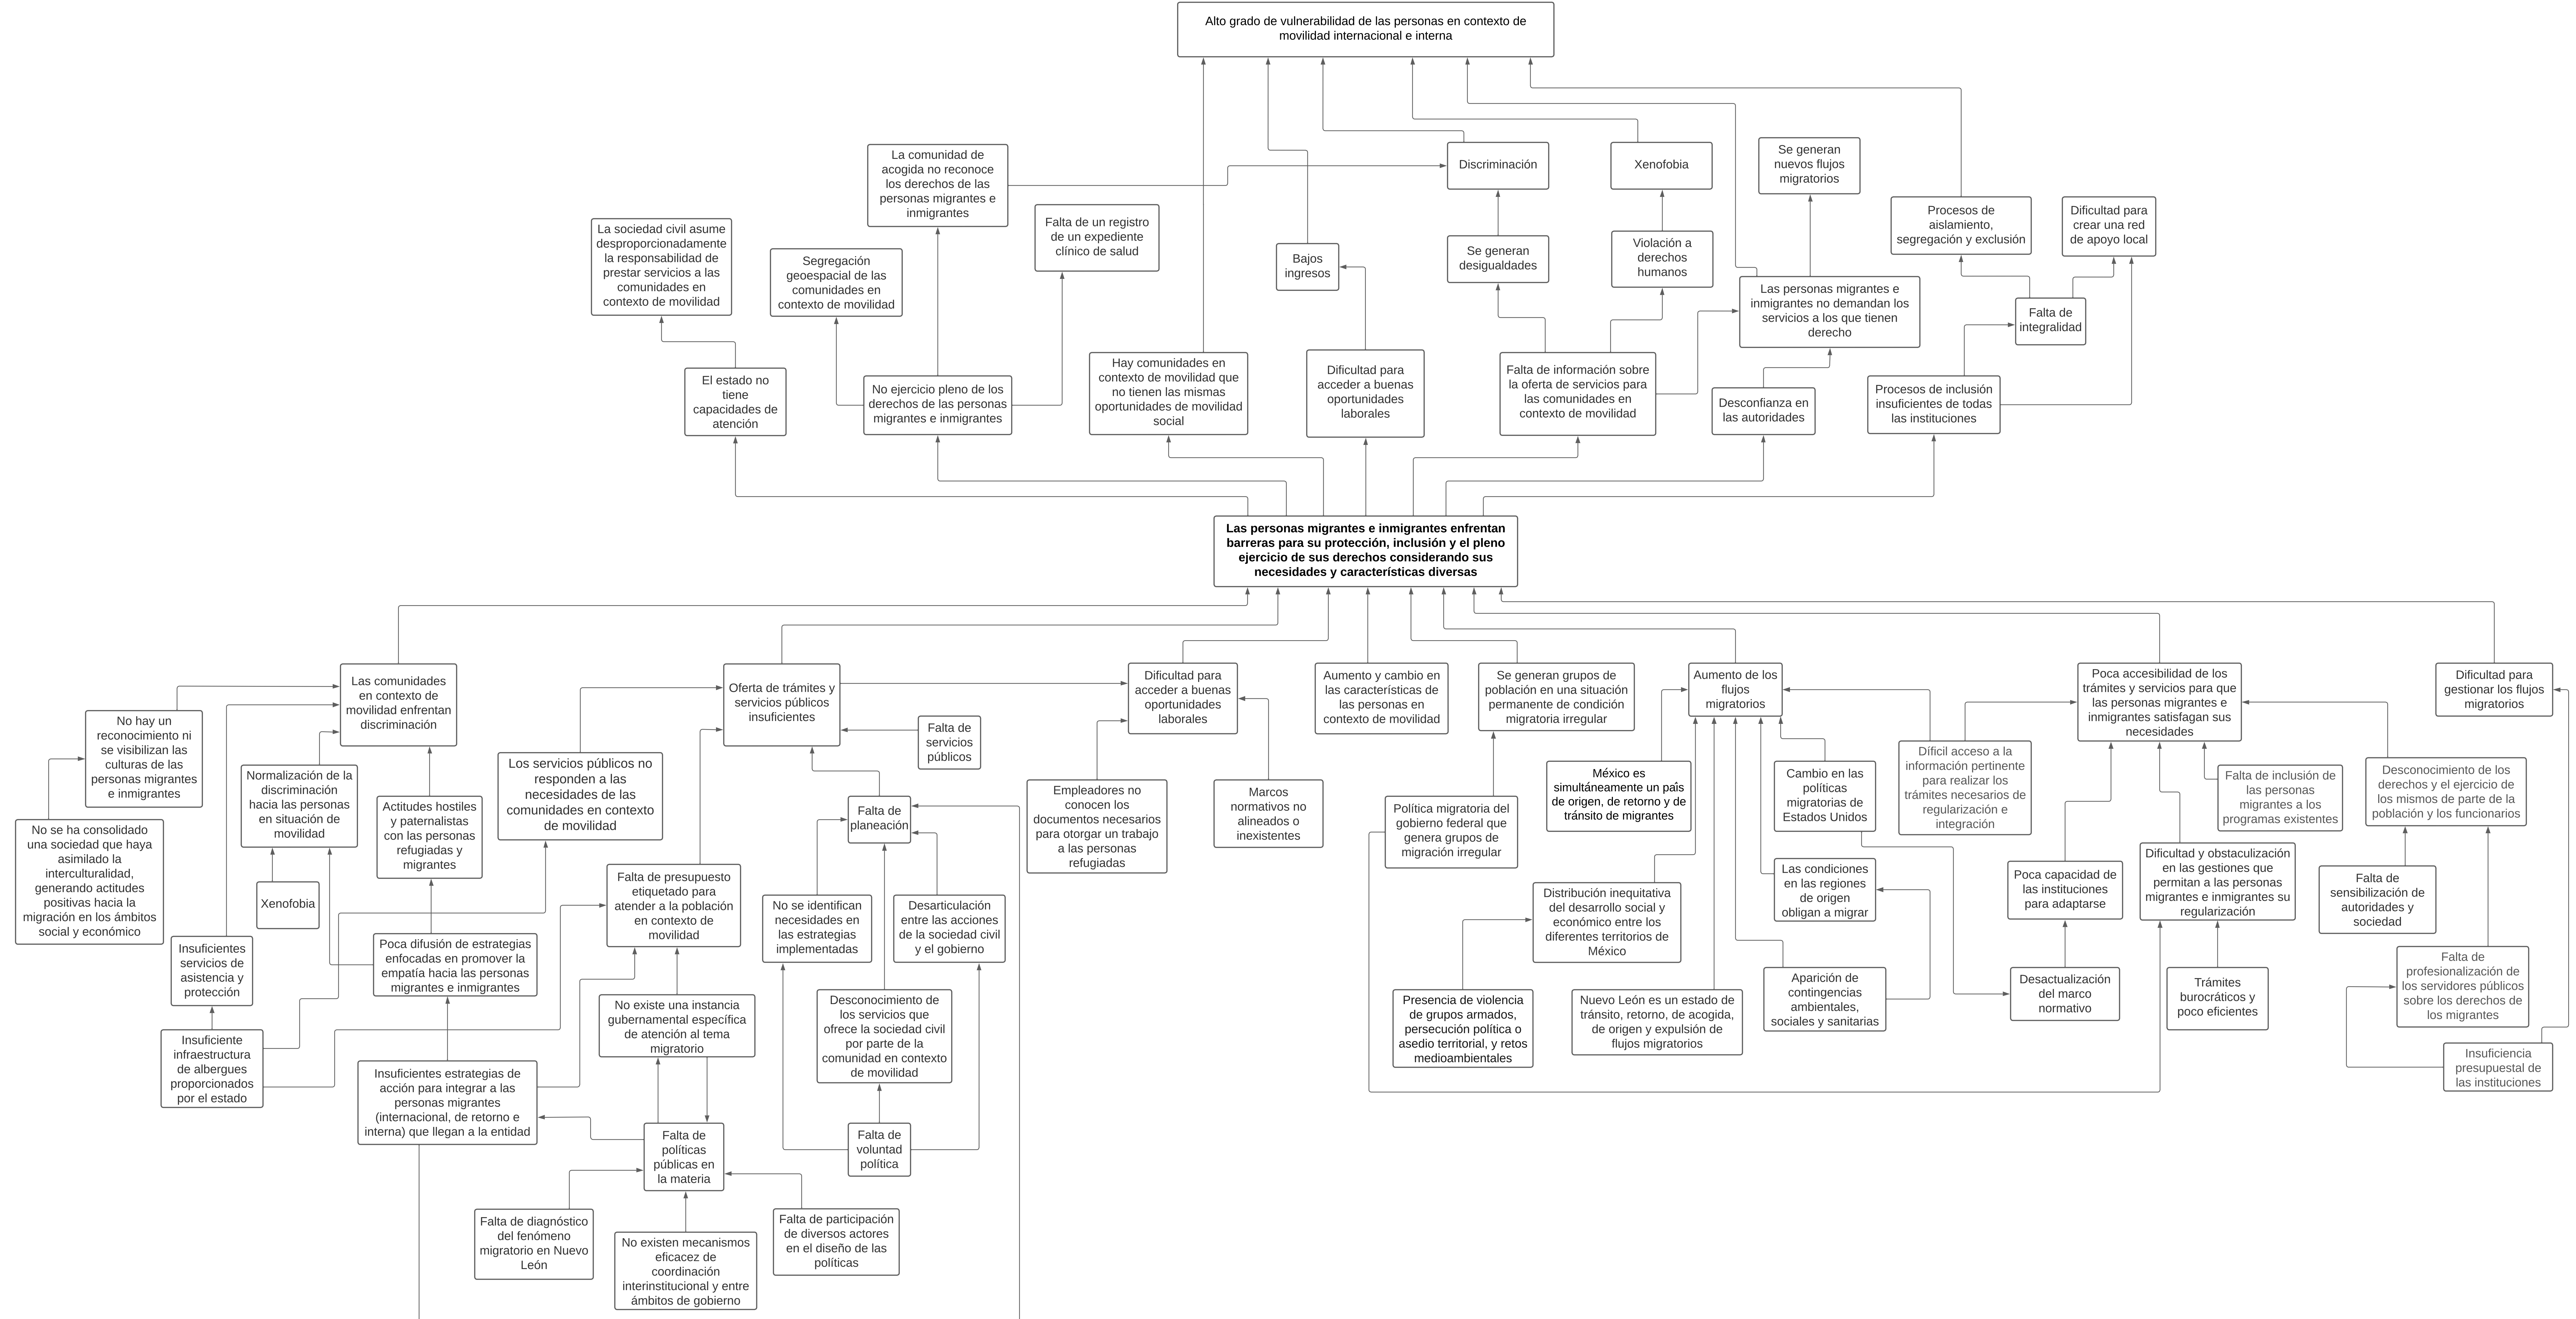 Alto grado de vulnerabilidad de las personas en contexto de
movilidad internacional e interna
La comunidad de
acogida no reconoce
los derechos de las
personas migrantes e
inmigrantes
Discriminación
Xenofobia
Se generan
nuevos flujos
migratorios
La sociedad civil asume
desproporcionadamente
la responsabilidad de
prestar servicios a las
comunidades en
contexto de movilidad
Segregación
geoespacial de las
comunidades en
contexto de movilidad
Falta de un registro
de un expediente
clínico de salud
Bajos
ingresos
Se generan
desigualdades
Violación a
derechos
humanos
Las personas migrantes e
inmigrantes no demandan los
servicios a los que tienen
derecho
Procesos de
aislamiento,
segregación y exclusión
Dificultad para
crear una red
de apoyo local
Falta de
integralidad
El estado no
tiene
capacidades de
atención
No ejercicio pleno de los
derechos de las personas
migrantes e inmigrantes
Hay comunidades en
contexto de movilidad que
no tienen las mismas
oportunidades de movilidad
social
Dificultad para
acceder a buenas
oportunidades
laborales
Falta de información sobre
la oferta de servicios para
las comunidades en
contexto de movilidad
Desconfianza en
las autoridades
Procesos de inclusión
insuficientes de todas
las instituciones
Las personas migrantes e inmigrantes enfrentan
barreras para su protección, inclusión y el pleno
ejercicio de sus derechos considerando sus
necesidades y características diversas
Las comunidades
en contexto de
movilidad enfrentan
discriminación
Oferta de trámites y
servicios públicos
insuficientes
Dificultad para
acceder a buenas
oportunidades
laborales
Aumento y cambio en
las características de
las personas en
contexto de movilidad
Se generan grupos de
población en una situación
permanente de condición
migratoria irregular
Aumento de los
flujos
migratorios
Poca accesibilidad de los
trámites y servicios para que
las personas migrantes e
inmigrantes satisfagan sus
necesidades
Dificultad para
gestionar los flujos
migratorios
No hay un
reconocimiento ni
se visibilizan las
culturas de las
personas migrantes
e inmigrantes
Normalización de la
discriminación
hacia las personas
en situación de
movilidad
Actitudes hostiles
y paternalistas
con las personas
refugiadas y
migrantes
Los servicios públicos no
responden a las
necesidades de las
comunidades en contexto
de movilidad
Falta de
servicios
públicos
Falta de
planeación
Empleadores no
conocen los
documentos necesarios
para otorgar un trabajo
a las personas
refugiadas
Marcos
normativos no
alineados o
inexistentes
Política migratoria del
gobierno federal que
genera grupos de
migración irregular
México es
simultáneamente un país
de origen, de retorno y de
tránsito de migrantes
Cambio en las
políticas
migratorias de
Estados Unidos
Díficil acceso a la
información pertinente
para realizar los
trámites necesarios de
regularización e
integración
Falta de inclusión de
las personas
migrantes a los
programas existentes
Desconocimiento de los
derechos y el ejercicio de
los mismos de parte de la
población y los funcionarios
No se ha consolidado
una sociedad que haya
asimilado la
interculturalidad,
generando actitudes
positivas hacia la
migración en los ámbitos
social y económico
Xenofobia
Falta de presupuesto
etiquetado para
atender a la población
en contexto de
movilidad
No se identifican
necesidades en
las estrategias
implementadas
Desarticulación
entre las acciones
de la sociedad civil
y el gobierno
Distribución inequitativa
del desarrollo social y
económico entre los
diferentes territorios de
México
Las condiciones
en las regiones
de origen
obligan a migrar
Poca capacidad de
las instituciones
para adaptarse
Dificultad y obstaculización
en las gestiones que
permitan a las personas
migrantes e inmigrantes su
regularización
Falta de
sensibilización de
autoridades y
sociedad
Insuficientes
servicios de
asistencia y
protección
Poca difusión de estrategias
enfocadas en promover la
empatía hacia las personas
migrantes e inmigrantes
No existe una instancia
gubernamental específica
de atención al tema
migratorio
Desconocimiento de
los servicios que
ofrece la sociedad civil
por parte de la
comunidad en contexto
de movilidad
Presencia de violencia
de grupos armados,
persecución política o
asedio territorial, y retos
medioambientales
Nuevo León es un estado de
tránsito, retorno, de acogida,
de origen y expulsión de
flujos migratorios
Aparición de
contingencias
ambientales,
sociales y sanitarias
Desactualización
del marco
normativo
Trámites
burocráticos y
poco eficientes
Falta de
profesionalización de
los servidores públicos
sobre los derechos de
los migrantes
Insuficiente
infraestructura
de albergues
proporcionados
por el estado
Insuficientes estrategias de
acción para integrar a las
personas migrantes
(internacional, de retorno e
interna) que llegan a la entidad
Insuficiencia
presupuestal de
las instituciones
Falta de
políticas
públicas en
la materia
Falta de
voluntad
política
Falta de diagnóstico
del fenómeno
migratorio en Nuevo
León
No existen mecanismos
eficacez de
coordinación
interinstitucional y entre
ámbitos de gobierno
Falta de participación
de diversos actores
en el diseño de las
políticas